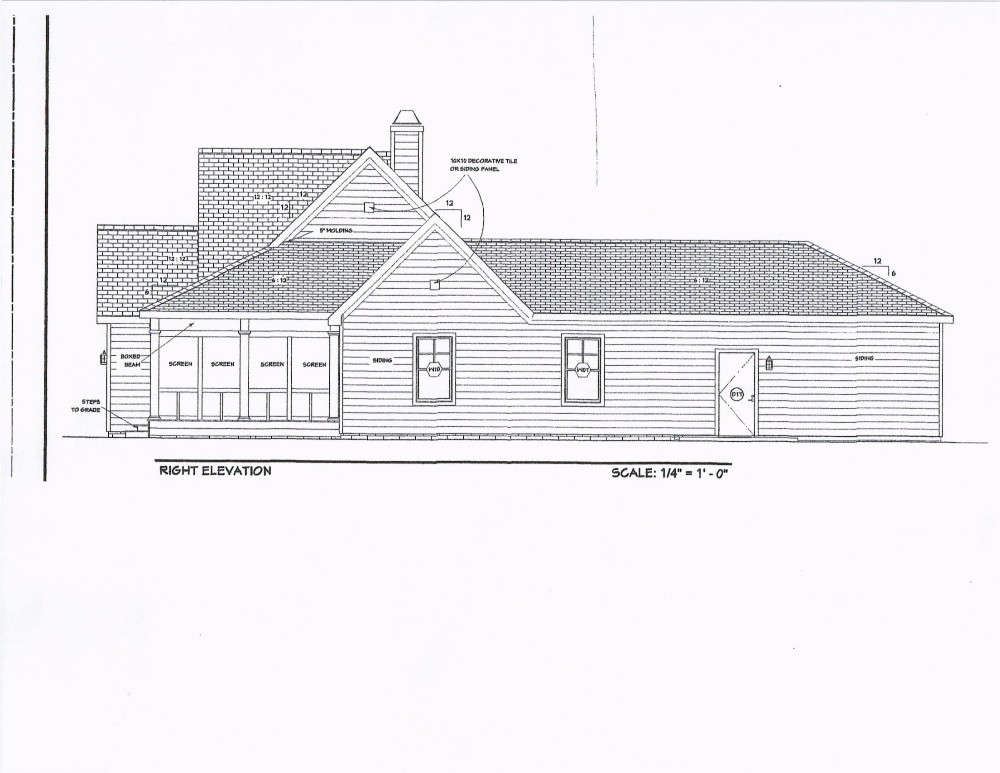 10X10 DECORATIVE TILE
OR SIDING PANEL
12:12
12
12
12
12
5" MOLDING
12:12
12
6
6:12
6:12
12
6
BOXED
BEAM
SCREEN
SCREEN
SCREEN
SCREEN
SIDING
W10
W07
SIDING
D17
STEPS
TO GRADE
RIGHT ELEVATION
SCALE: 1/4" = 1' - 0"